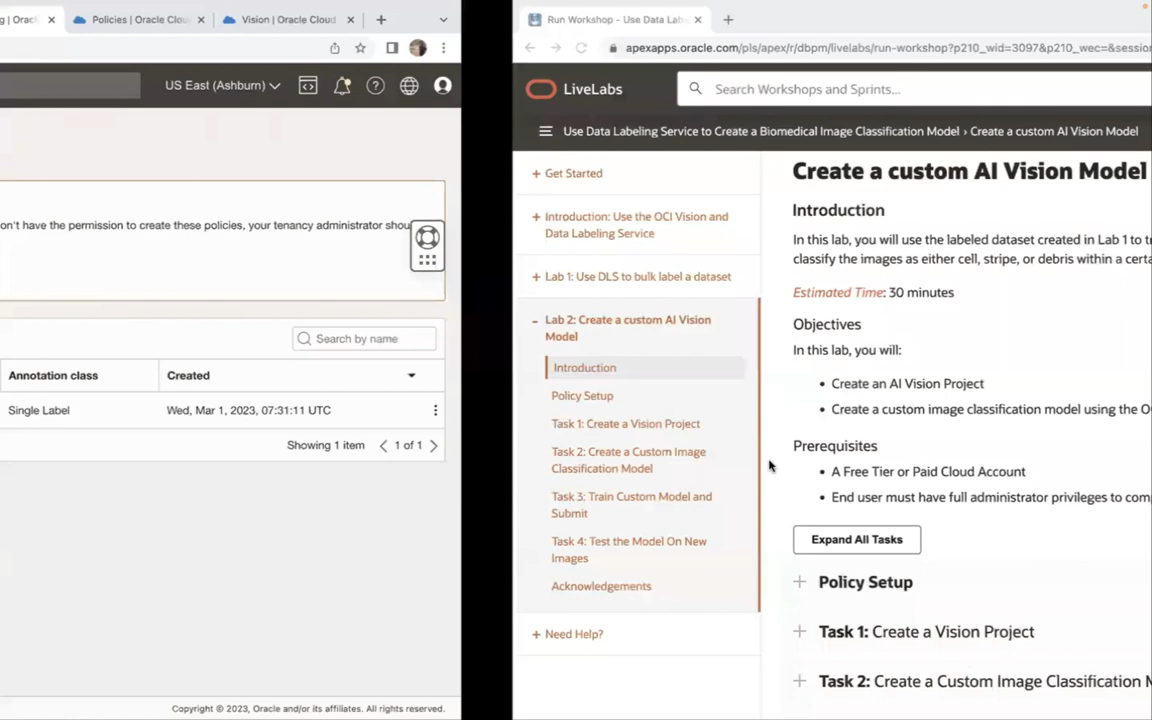 g | Oracle Cloud
Policies | Oracle Clou
Vision | Oracle Cloud
US East (Ashburn)
on't have the permission to create these policies, your tenancy administrator shou
Search by name
Annotation class
Created
Single Label
Wed, Mar 1, 2023, 07:31:11 UTC
Showing 1 item
1 of 1
Copyright © 2023, Oracle and/or its affiliates. All rights reserved.
Run Workshop - Use Data Lab
apexapps.oracle.com/pls/apex/r/dbpm/livelabs/run-workshop?p210_wid=3097&p210_wec=&session
LiveLabs
Search Workshops and Sprints...
Use Data Labeling Service to Create a Biomedical Image Classification Model › Create a custom AI Vision Model
+ Get Started
+ Introduction: Use the OCI Vision and
Data Labeling Service
+ Lab 1: Use DLS to bulk label a dataset
- Lab 2: Create a custom AI Vision
Model
Introduction
Policy Setup
Task 1: Create a Vision Project
Task 2: Create a Custom Image
Classification Model
Task 3: Train Custom Model and
Submit
Task 4: Test the Model On New
Images
Acknowledgements
+ Need Help?
Create a custom AI Vision Model
Introduction
In this lab, you will use the labeled dataset created in Lab 1 to tr
classify the images as either cell, stripe, or debris within a certa
Estimated Time: 30 minutes
Objectives
In this lab, you will:
• Create an AI Vision Project
• Create a custom image classification model using the O
Prerequisites
• A Free Tier or Paid Cloud Account
• End user must have full administrator privileges to com
Expand All Tasks
+ Policy Setup
+ Task 1: Create a Vision Project
+ Task 2: Create a Custom Image Classification M